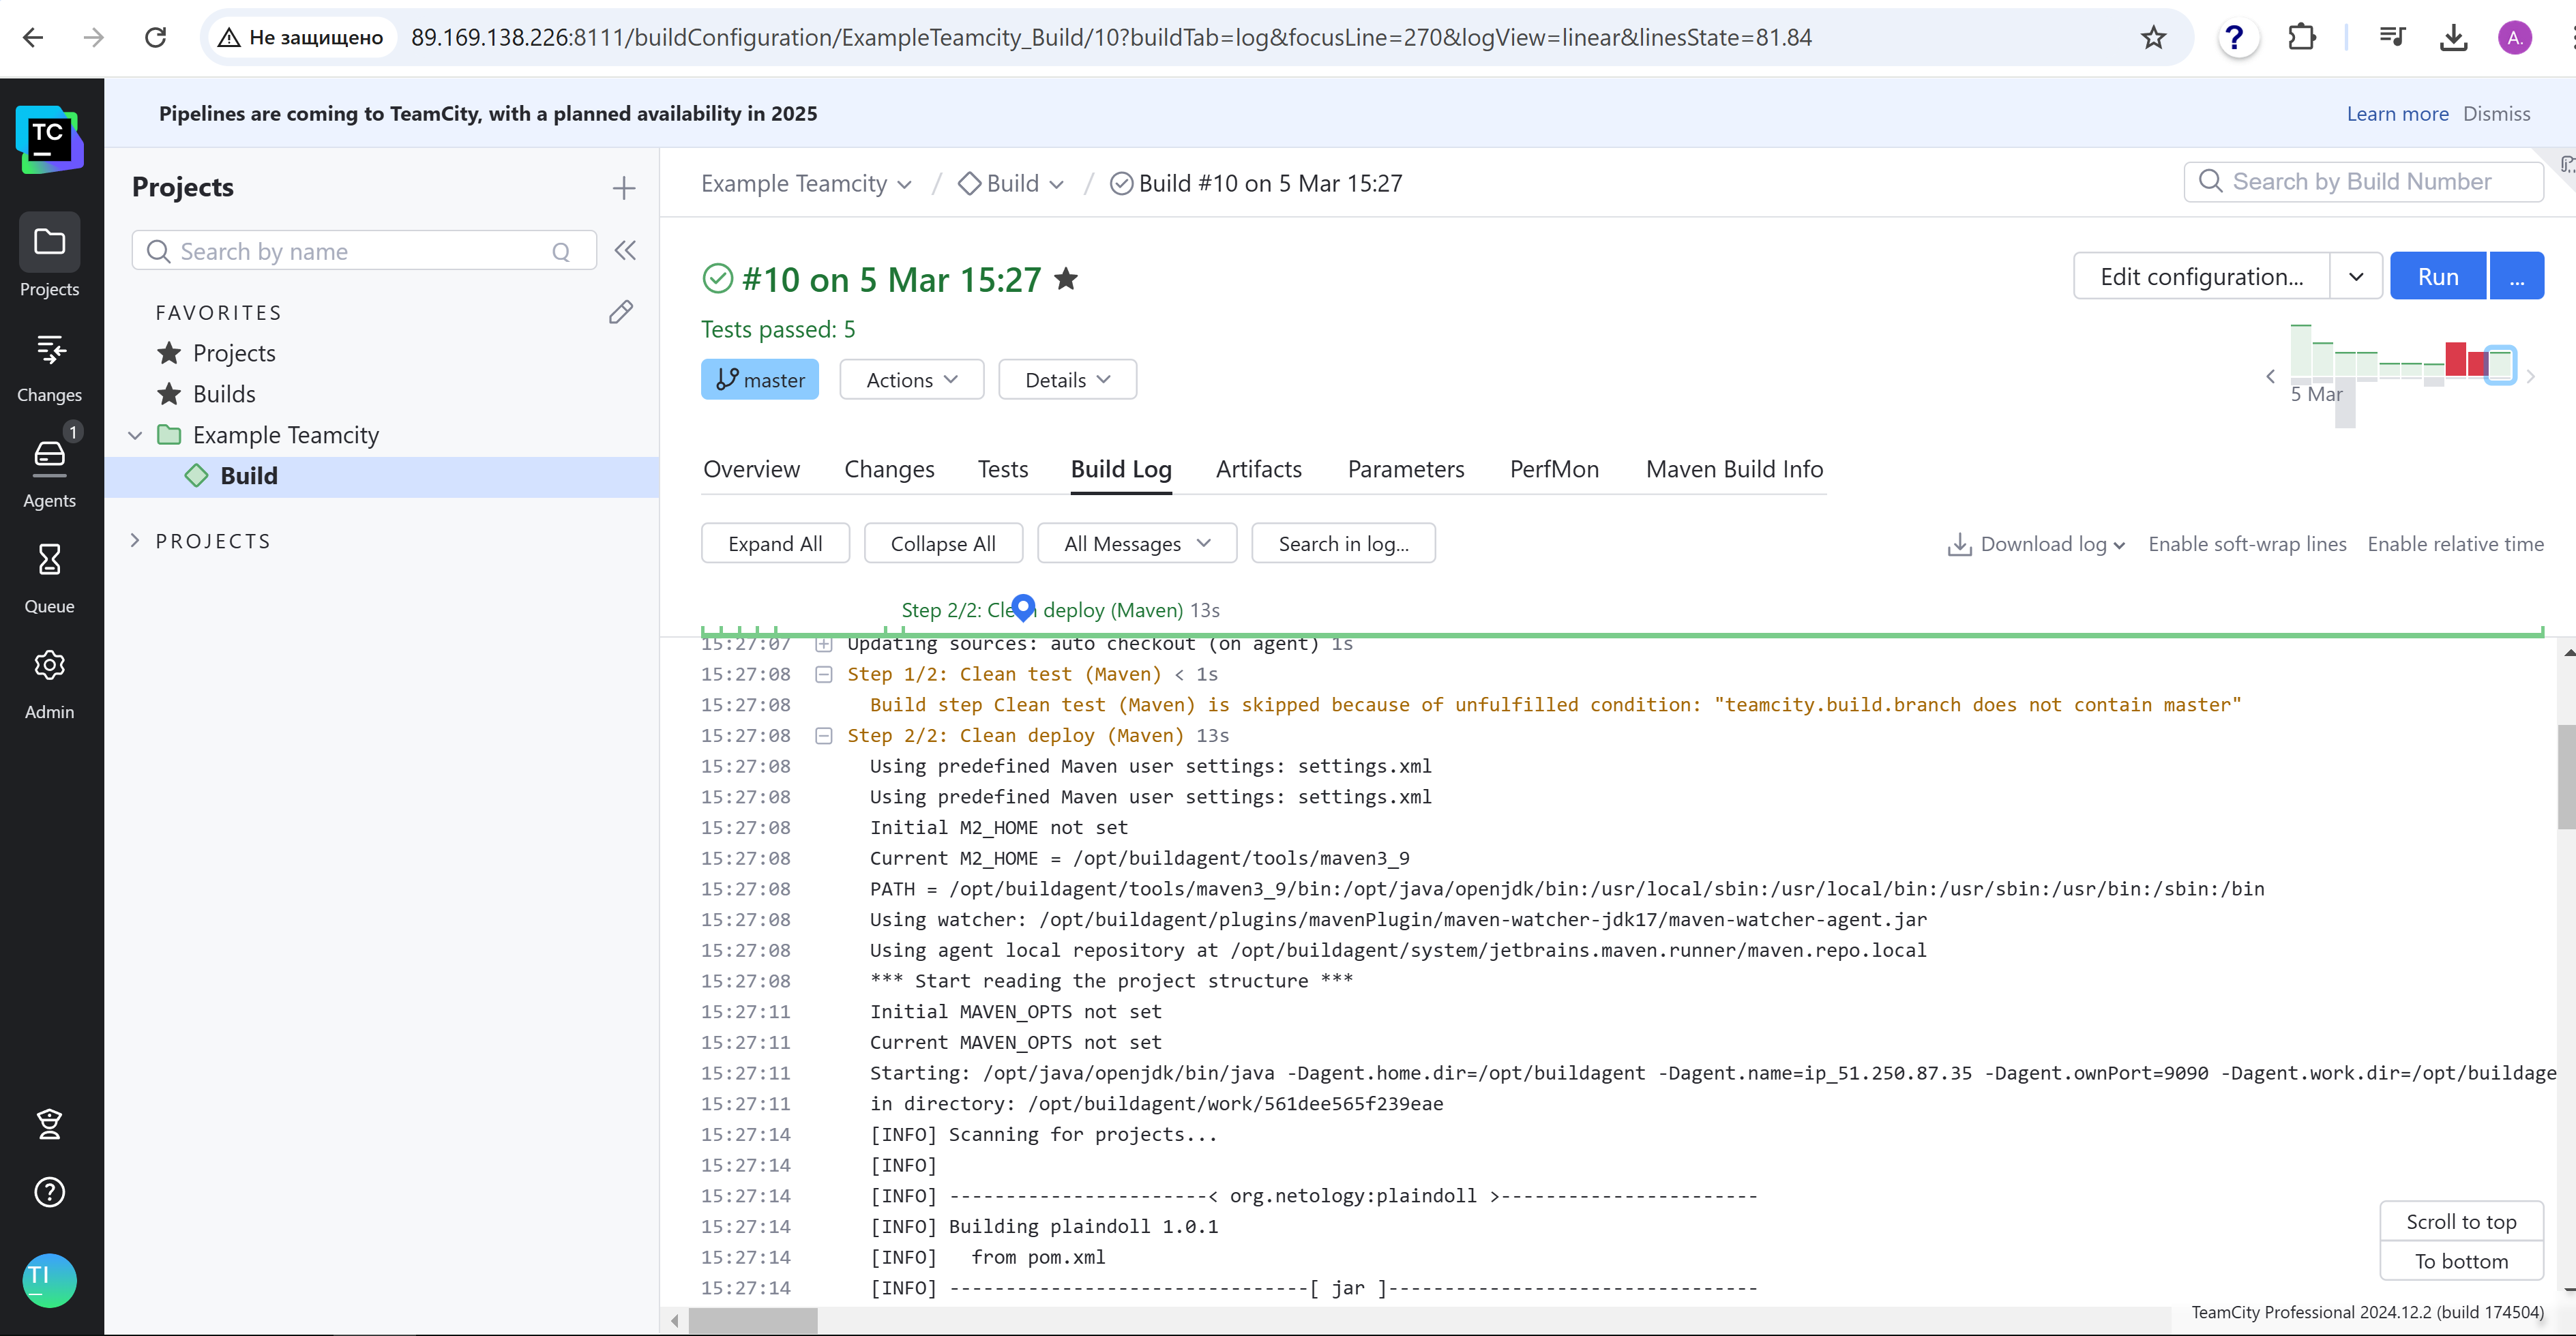 Не защищено 89.169.138.226:8111/buildConfiguration/ExampleTeamcity_Build/10?buildTab=log&focusLine=270&logView=linear&linesState=81.84
A.
Pipelines are coming to TeamCity, with a planned availability in 2025
Learn more Dismiss
TC
Projects
Changes
1
Agents
Queue
Admin
TI
Projects
Search by name Q
FAVORITES
Projects
Builds
Example Teamcity
Build
PROJECTS
Example Teamcity / Build / Build #10 on 5 Mar 15:27
Search by Build Number
#10 on 5 Mar 15:27
Edit configuration... Run ...
Tests passed: 5
master Actions Details
5 Mar
Overview Changes Tests Build Log Artifacts Parameters PerfMon Maven Build Info
Expand All Collapse All All Messages Search in log...
Download log Enable soft-wrap lines Enable relative time
Step 2/2: Clean deploy (Maven) 13s
15:27:07 Updating sources: auto checkout (on agent) 1s
15:27:08 Step 1/2: Clean test (Maven) < 1s
15:27:08 Build step Clean test (Maven) is skipped because of unfulfilled condition: "teamcity.build.branch does not contain master"
15:27:08 Step 2/2: Clean deploy (Maven) 13s
15:27:08 Using predefined Maven user settings: settings.xml
15:27:08 Using predefined Maven user settings: settings.xml
15:27:08 Initial M2_HOME not set
15:27:08 Current M2_HOME = /opt/buildagent/tools/maven3_9
15:27:08 PATH = /opt/buildagent/tools/maven3_9/bin:/opt/java/openjdk/bin:/usr/local/sbin:/usr/local/bin:/usr/sbin:/usr/bin:/sbin:/bin
15:27:08 Using watcher: /opt/buildagent/plugins/mavenPlugin/maven-watcher-jdk17/maven-watcher-agent.jar
15:27:08 Using agent local repository at /opt/buildagent/system/jetbrains.maven.runner/maven.repo.local
15:27:08 *** Start reading the project structure ***
15:27:11 Initial MAVEN_OPTS not set
15:27:11 Current MAVEN_OPTS not set
15:27:11 Starting: /opt/java/openjdk/bin/java -Dagent.home.dir=/opt/buildagent -Dagent.name=ip_51.250.87.35 -Dagent.ownPort=9090 -Dagent.work.dir=/opt/buildage
15:27:11 in directory: /opt/buildagent/work/561dee565f239eae
15:27:14 [INFO] Scanning for projects...
15:27:14 [INFO]
15:27:14 [INFO] -----------------------< org.netology:plaindoll >-----------------------
15:27:14 [INFO] Building plaindoll 1.0.1
15:27:14 [INFO]   from pom.xml
15:27:14 [INFO] --------------------------------[ jar ]---------------------------------
Scroll to top
To bottom
TeamCity Professional 2024.12.2 (build 174504)